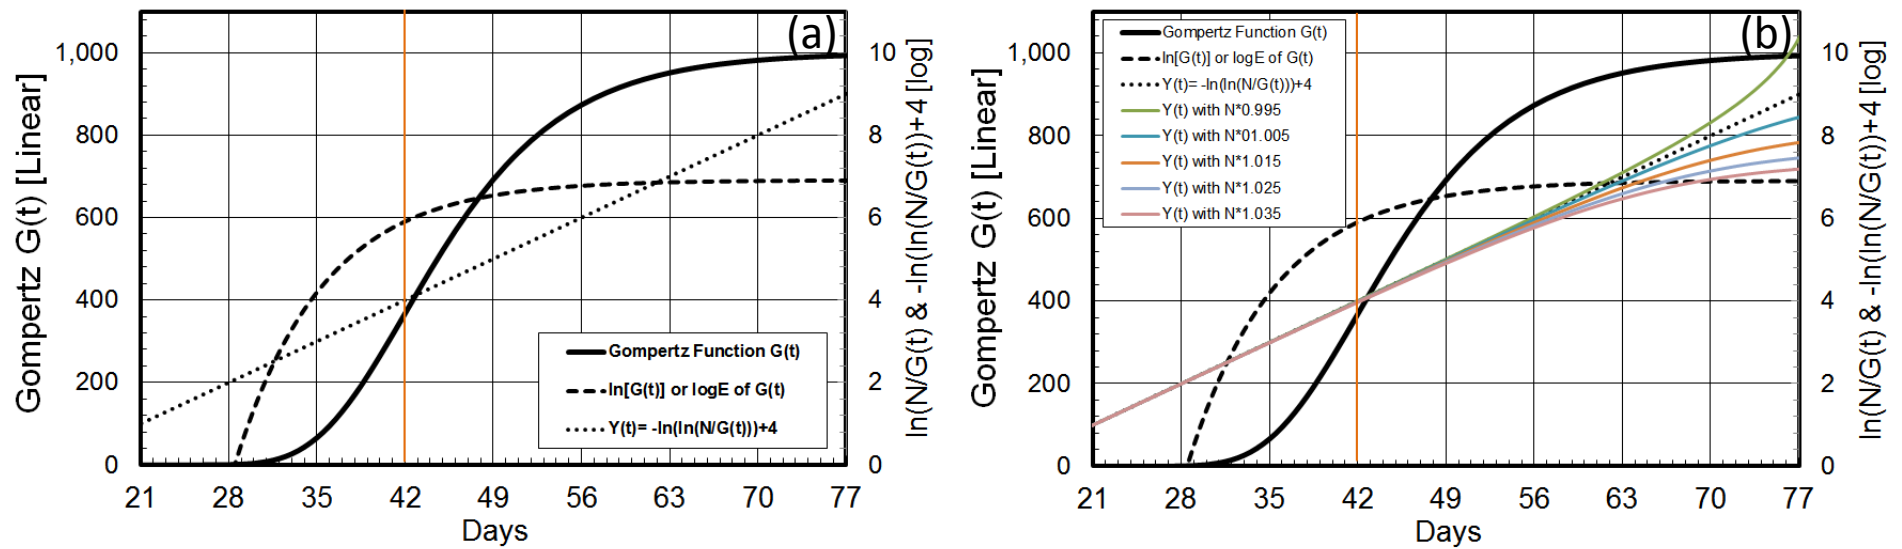 (a)
Gompertz G(t) [Linear]
1,000
800
600
400
200
0
10
8
6
4
2
0
ln(N/G(t) & -ln(ln(N/G(t))+4 [log]
Gompertz Function G(t)
ln[G(t)] or logE of G(t)
Y(t)= -ln(ln(N/G(t)))+4
21 28 35 42 49 56 63 70 77
Days
(b)
Gompertz G(t) [Linear]
1,000
800
600
400
200
0
10
8
6
4
2
0
ln(N/G(t) & -ln(ln(N/G(t))+4 [log]
Gompertz Function G(t)
ln[G(t)] or logE of G(t)
Y(t)= -ln(ln(N/G(t)))+4
Y(t) with N*0.995
Y(t) with N*01.005
Y(t) with N*1.015
Y(t) with N*1.025
Y(t) with N*1.035
21 28 35 42 49 56 63 70 77
Days